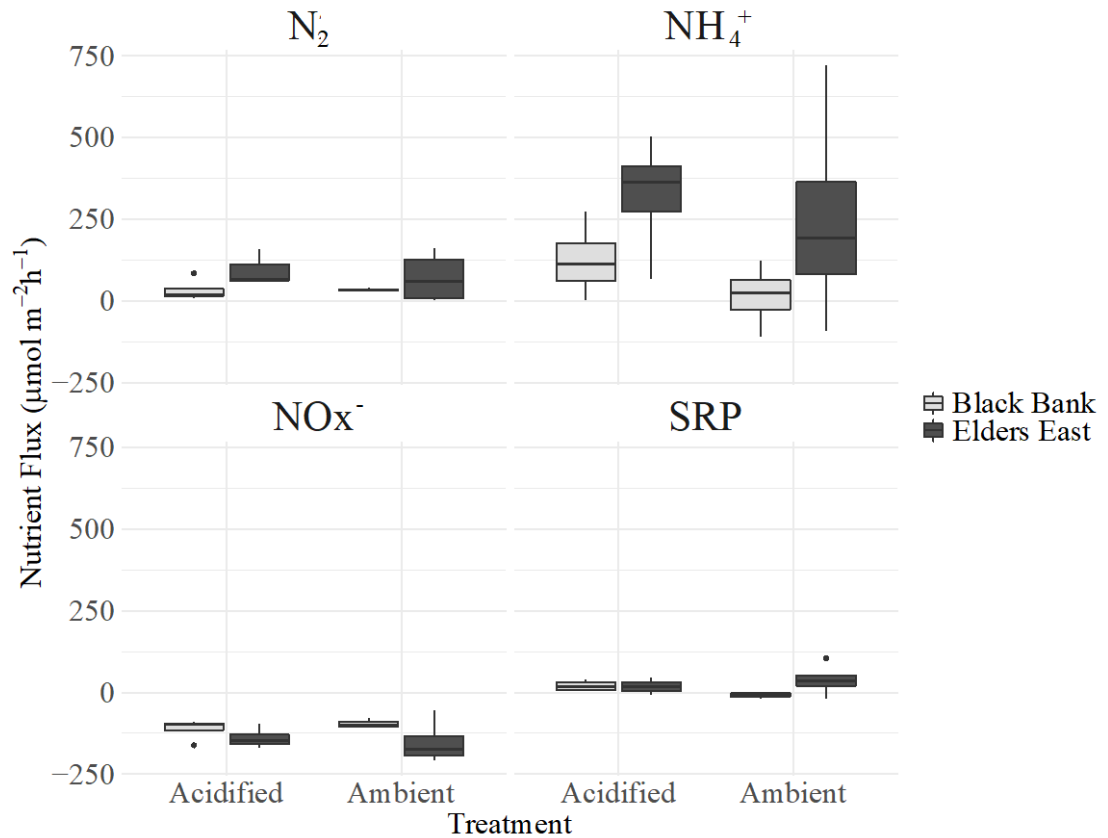 N₂
NH₄⁺
750
500
250
0
−250
NOx⁻
SRP
750
500
250
0
−250
Nutrient Flux (μmol m⁻²h⁻¹)
Acidified
Ambient
Acidified
Ambient
Treatment
Black Bank
Elders East